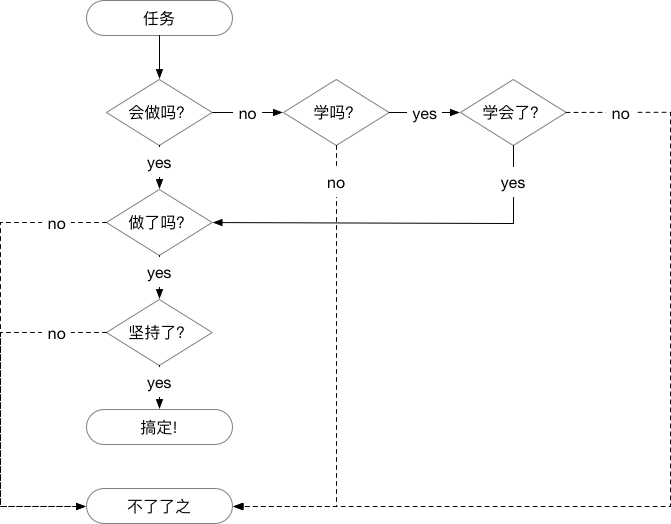 任务
会做吗?
no
学吗?
yes
学会了?
no
yes
no
yes
no
做了吗?
yes
no
坚持了?
yes
搞定!
不了了之